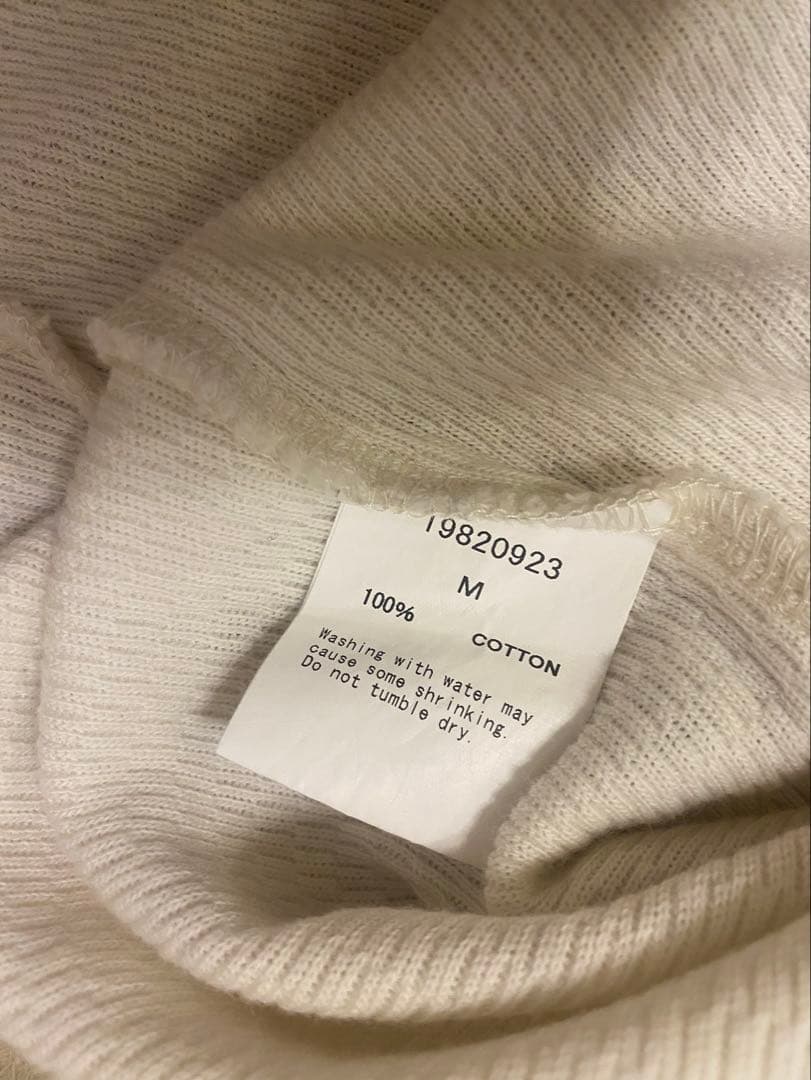 19820923
M
100% COTTON
Washing with water may
cause some shrinking.
Do not tumble dry.